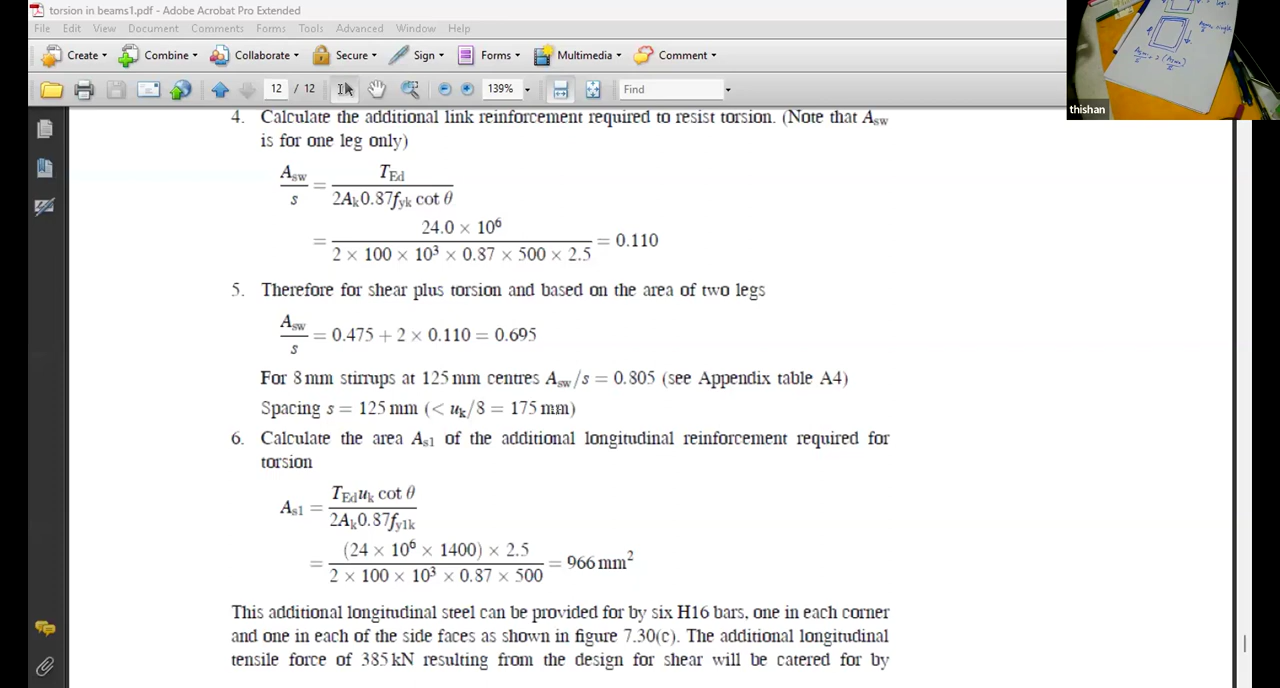 torsion in beams1.pdf - Adobe Acrobat Pro Extended
File Edit View Document Comments Forms Tools Advanced Window Help
Create Combine Collaborate Secure Sign Forms Multimedia Comment
12 / 12 139% Find
thishan
4. Calculate the additional link reinforcement required to resist torsion. (Note that Asw
is for one leg only)
Asw/s = TEd / 2Ak0.87fyk cot θ
= 24.0 × 10⁶ / 2 × 100 × 10³ × 0.87 × 500 × 2.5 = 0.110
5. Therefore for shear plus torsion and based on the area of two legs
Asw/s = 0.475 + 2 × 0.110 = 0.695
For 8 mm stirrups at 125 mm centres Asw/s = 0.805 (see Appendix table A4)
Spacing s = 125 mm (< uk/8 = 175 mm)
6. Calculate the area As1 of the additional longitudinal reinforcement required for
torsion
As1 = TEduk cot θ / 2Ak0.87fy1k
= (24 × 10⁶ × 1400) × 2.5 / 2 × 100 × 10³ × 0.87 × 500 = 966 mm²
This additional longitudinal steel can be provided for by six H16 bars, one in each corner
and one in each of the side faces as shown in figure 7.30(c). The additional longitudinal
tensile force of 385 kN resulting from the design for shear will be catered for by